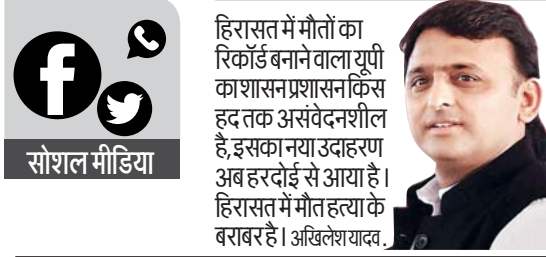 सोशल मीडिया
हिरासत में मौतों का
रिकॉर्ड बनाने वाला यूपी
का शासन प्रशासन किस
हद तक असंवेदनशील
है, इसका नया उदाहरण
अब हरदोई से आया है।
हिरासत में मौत हत्या के
बराबर है। अखिलेश यादव.